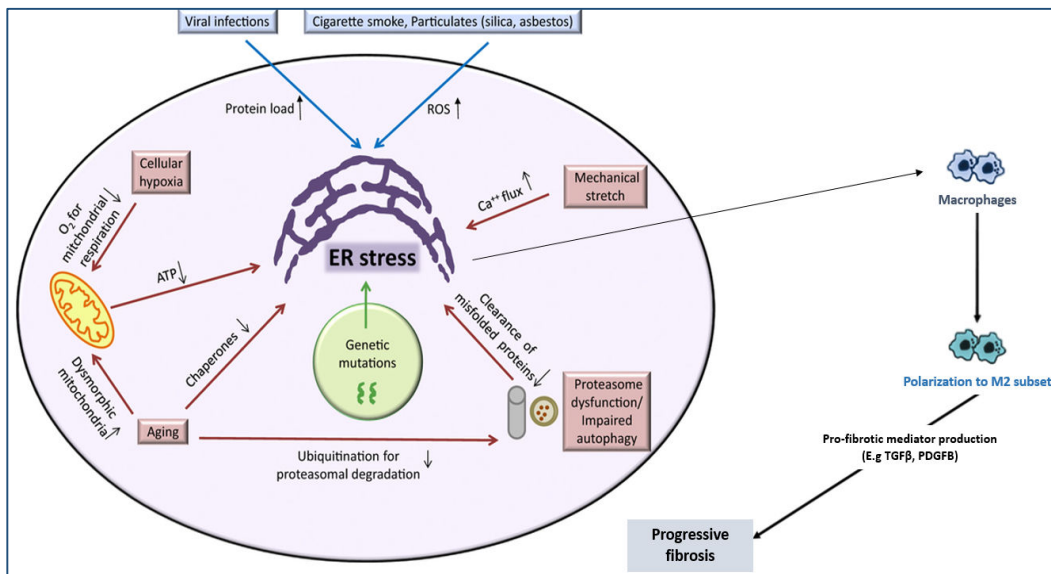 Viral infections
Cigarette smoke, Particulates (silica, asbestos)
Protein load
ROS
Cellular
hypoxia
O2 for
mitchondrial
respiration
Ca++ flux
Mechanical
stretch
Macrophages
ER stress
ATP
Chaperones
Genetic
mutations
Clearance of
misfolded proteins
Dysmorphic
mitochondria
Aging
Proteasome
dysfunction/
Impaired
autophagy
Ubiquitination for
proteasomal degradation
Polarization to M2 subset
Pro-fibrotic mediator production
(E.g TGFβ, PDGFB)
Progressive
fibrosis